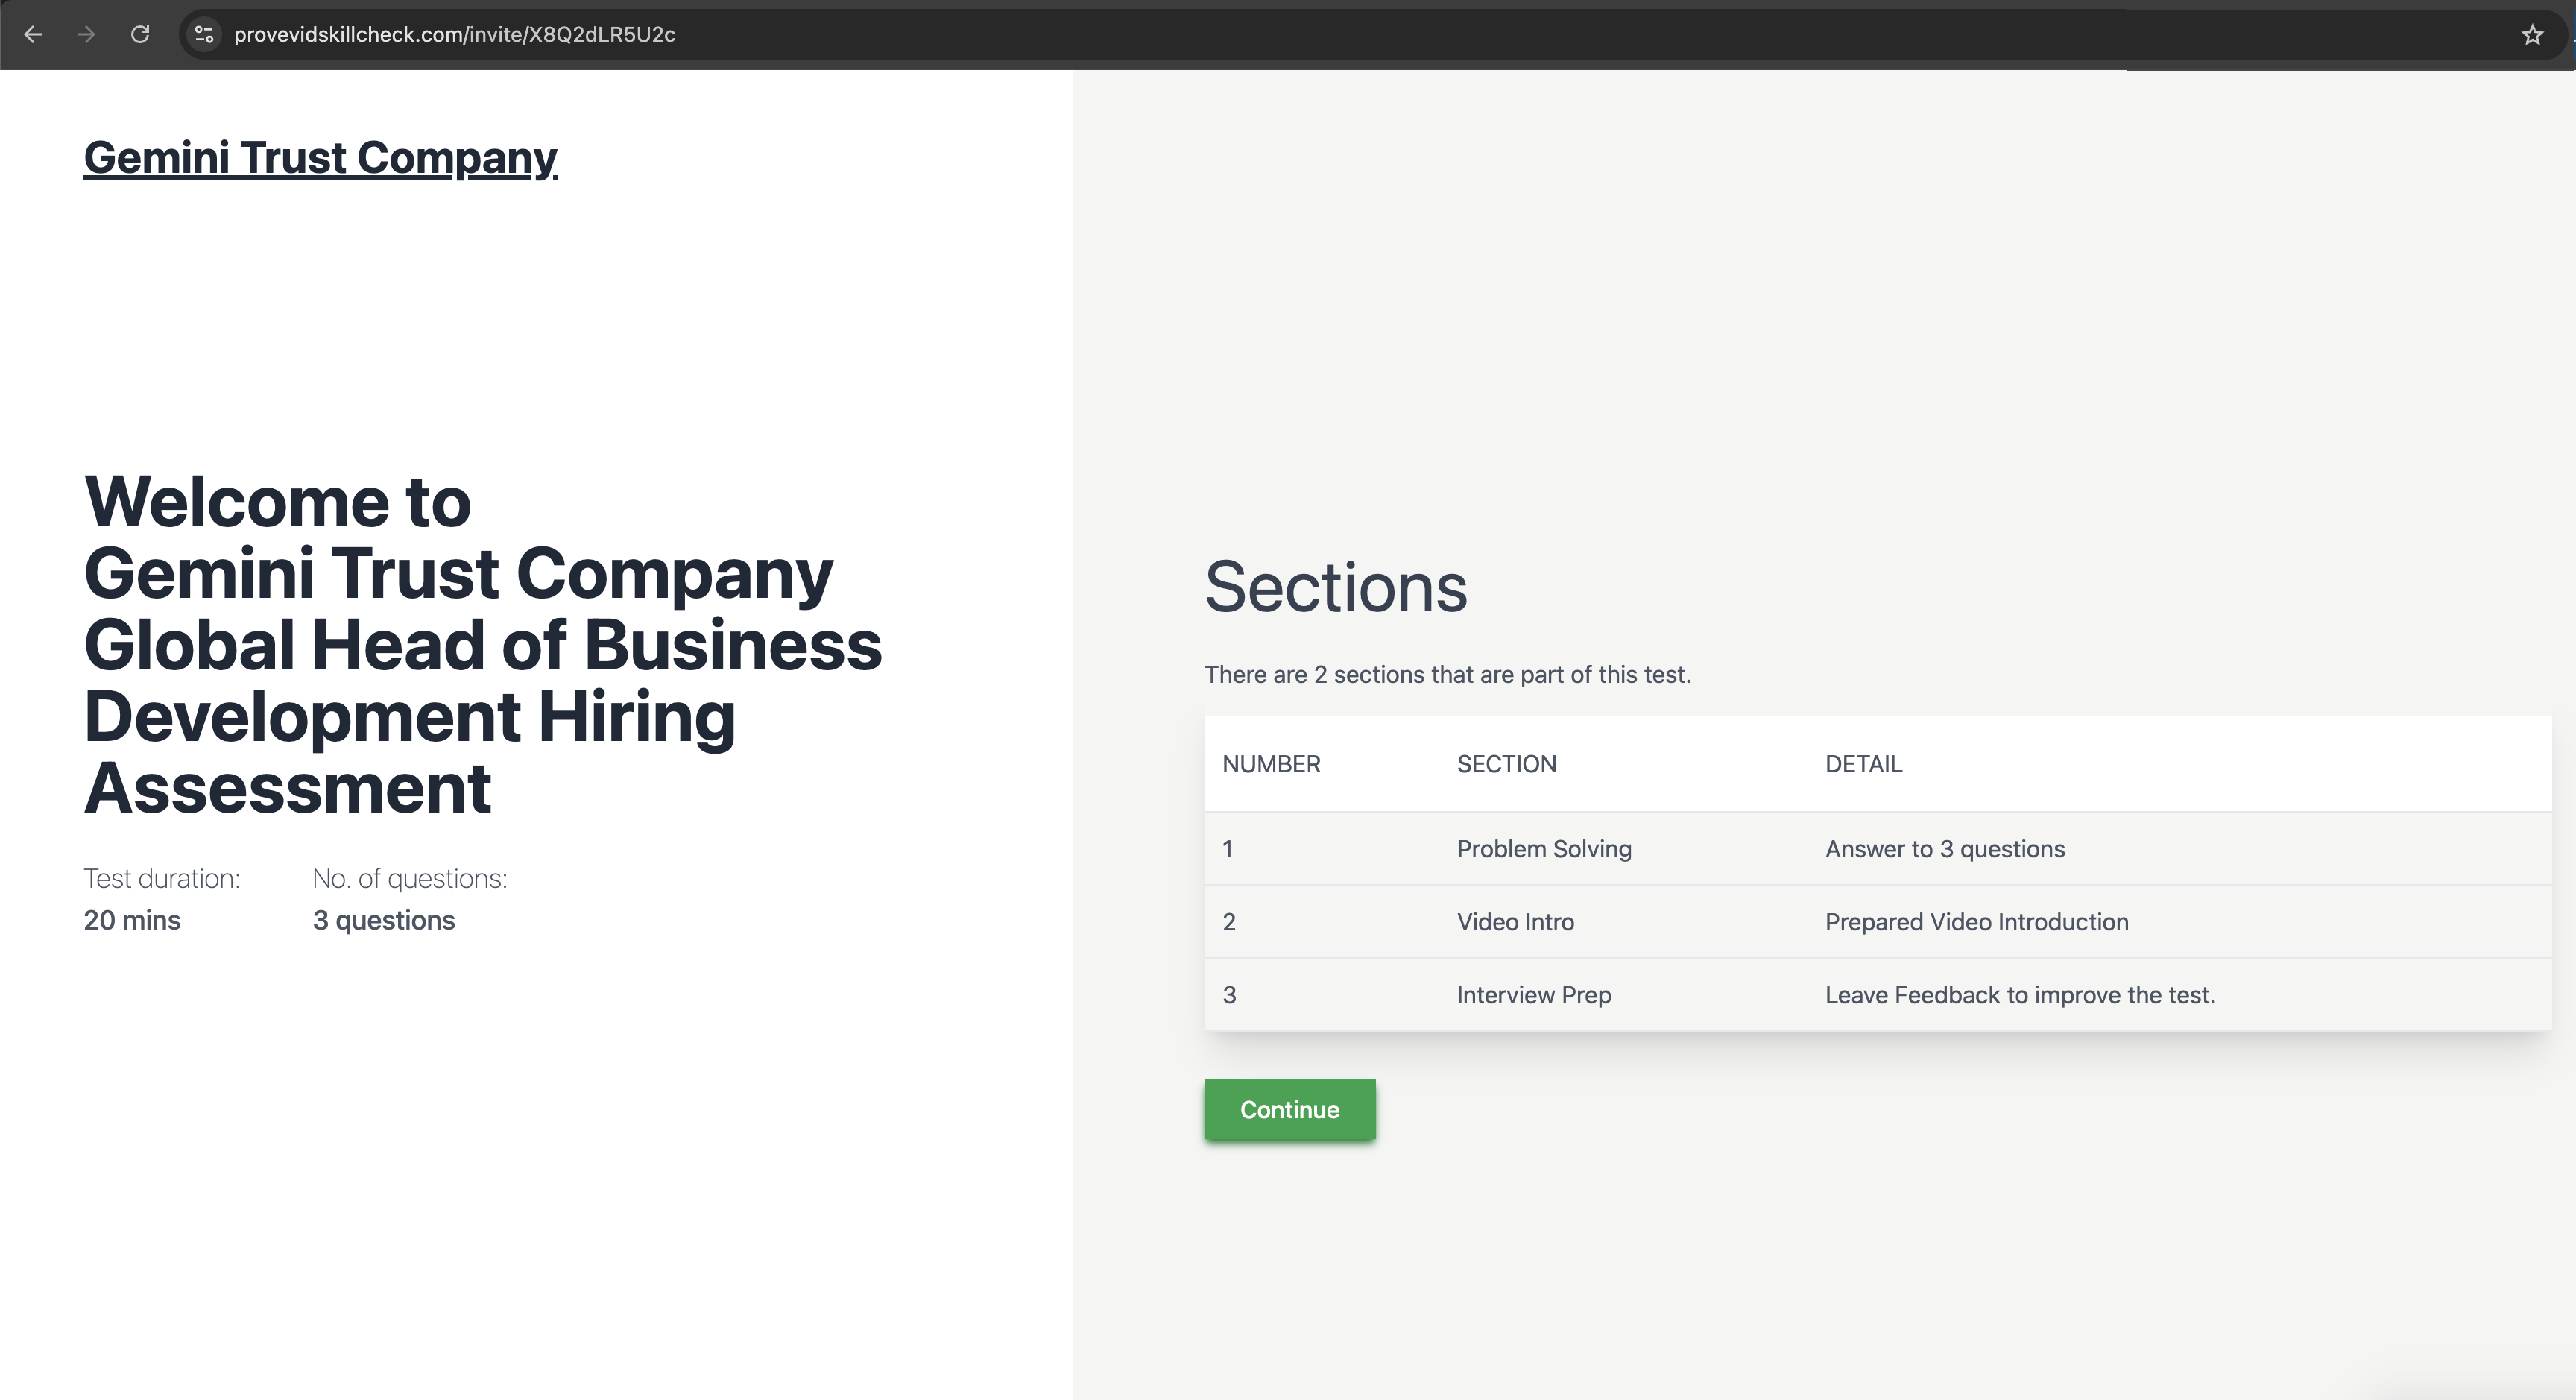 provevidskillcheck.com/invite/X8Q2dLR5U2c
Gemini Trust Company
Welcome to
Gemini Trust Company
Global Head of Business
Development Hiring
Assessment
Test duration:
20 mins
No. of questions:
3 questions
Sections
There are 2 sections that are part of this test.
NUMBER SECTION DETAIL
1 Problem Solving Answer to 3 questions
2 Video Intro Prepared Video Introduction
3 Interview Prep Leave Feedback to improve the test.
Continue